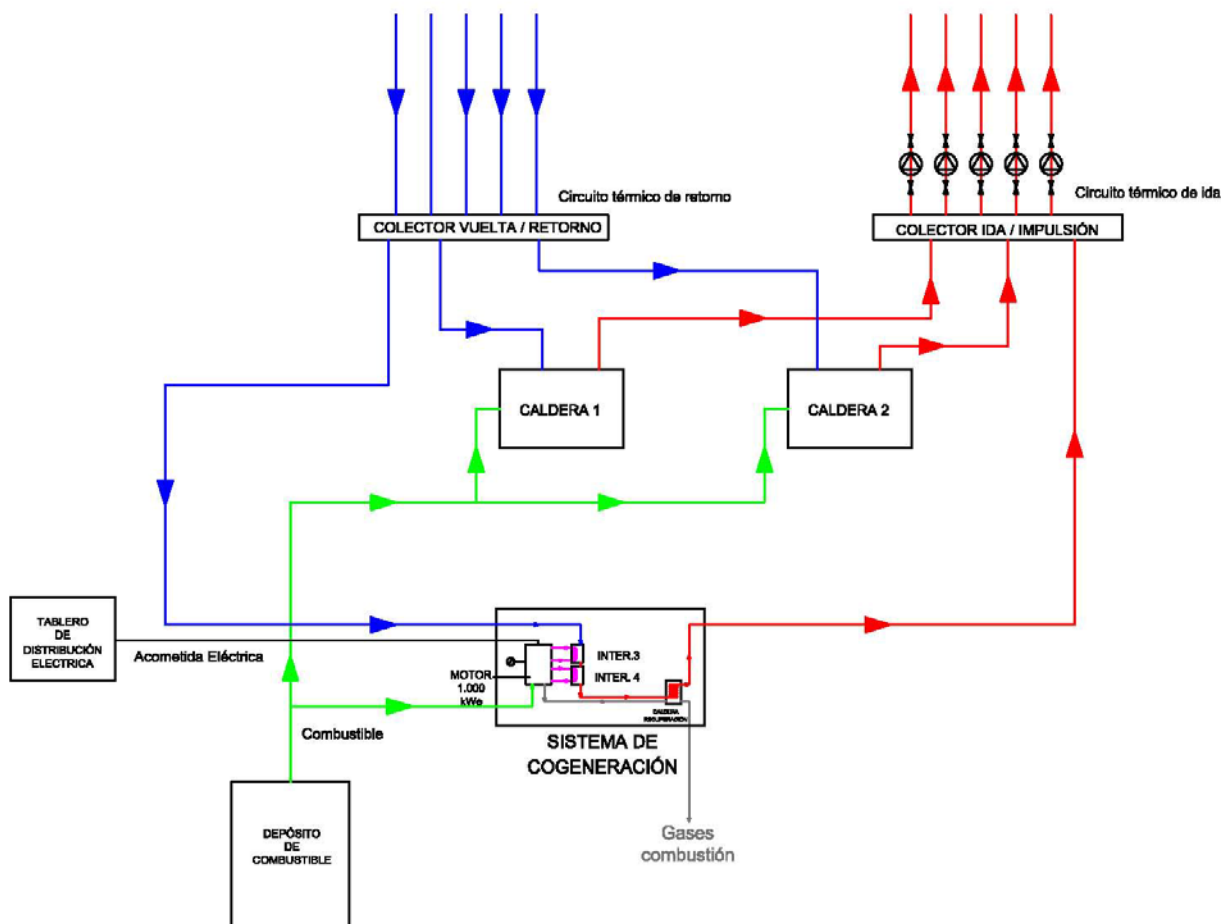 Circuito térmico de retorno
Circuito térmico de ida
COLECTOR VUELTA / RETORNO
COLECTOR IDA / IMPULSIÓN
CALDERA 1
CALDERA 2
TABLERO
DE
DISTRIBUCIÓN
ELECTRICA
Acometida Eléctrica
INTER.3
INTER. 4
MOTOR
1.000
kWe
CALDERA
RECUPERACIÓN
Combustible
SISTEMA DE
COGENERACIÓN
DEPÓSITO
DE
COMBUSTIBLE
Gases
combustión